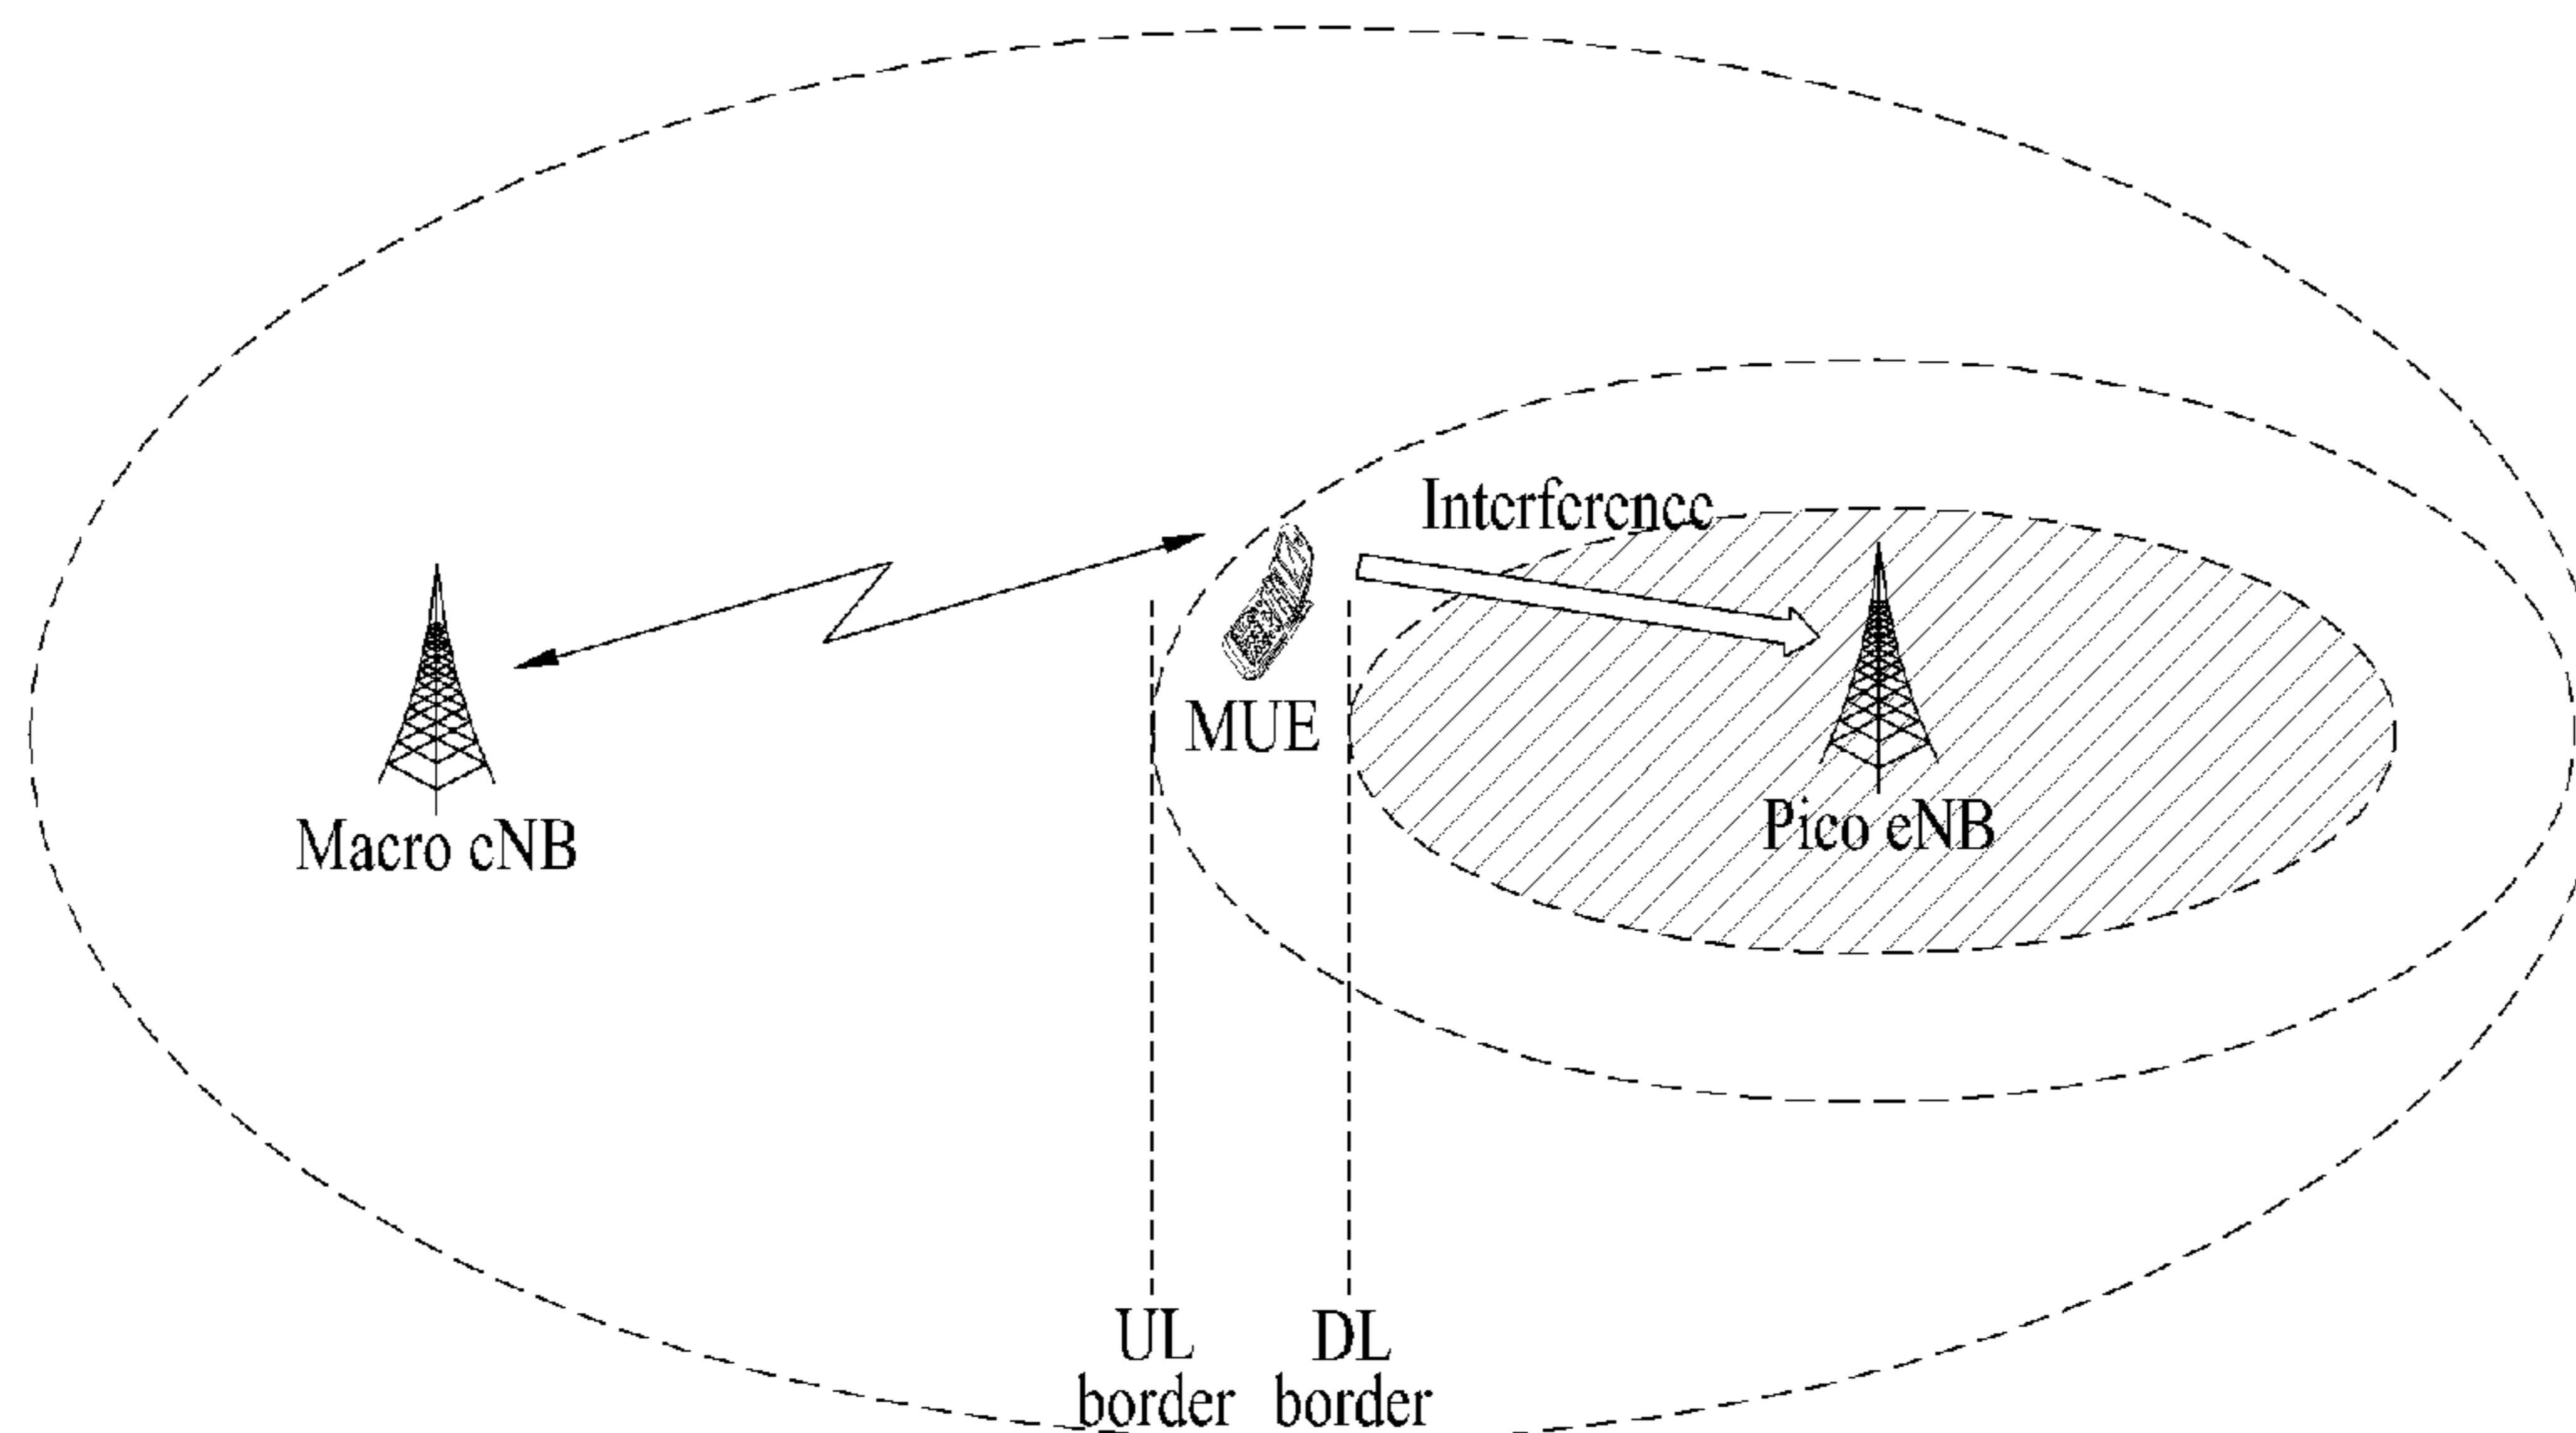 Interference
MUE
Macro eNB
Pico eNB
UL
border
DL
border